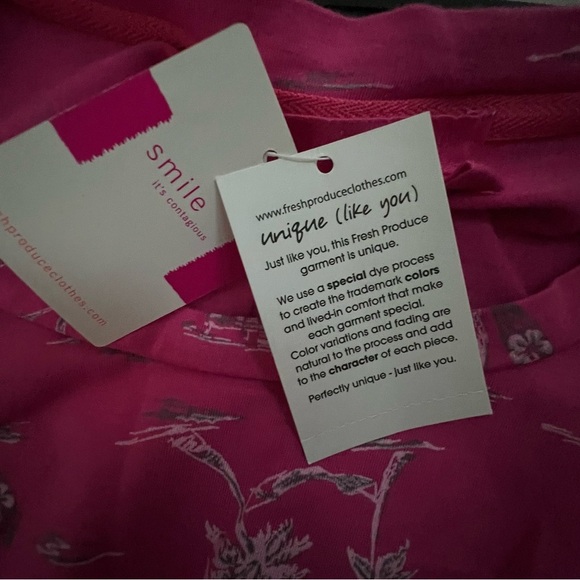 smile
it's contagious
freshproduceclothes.com
www.freshproduceclothes.com
unique (like you)
Just like you, this Fresh Produce
garment is unique.
We use a special dye process
to create the trademark colors
and lived-in comfort that make
each garment special.
Color variations and fading are
natural to the process and add
to the character of each piece.
Perfectly unique - just like you.